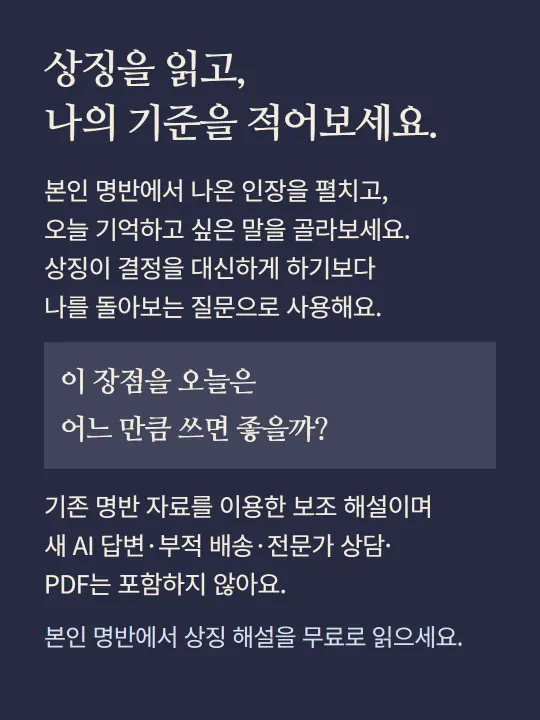 상징을 읽고,
나의 기준을 적어보세요.
본인 명반에서 나온 인장을 펼치고,
오늘 기억하고 싶은 말을 골라보세요.
상징이 결정을 대신하게 하기보다
나를 돌아보는 질문으로 사용해요.
이 장점을 오늘은
어느 만큼 쓰면 좋을까?
기존 명반 자료를 이용한 보조 해설이며
새 AI 답변·부적 배송·전문가 상담·
PDF는 포함하지 않아요.
본인 명반에서 상징 해설을 무료로 읽으세요.